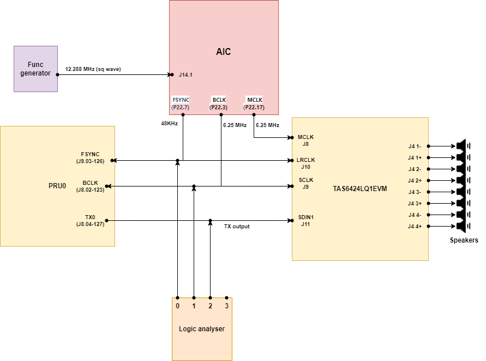 AIC
Func
generator
12.288 MHz (sq wave)
J14.1
FSYNC
(P22.7)
BCLK
(P22.3)
MCLK
(P22.17)
48KHz
6.25 MHz
6.25 MHz
MCLK
J8
FSYNC
(J8.03-126)
LRCLK
J10
PRU0
BCLK
(J8.02-123)
SCLK
J9
TAS6424LQ1EVM
TX0
(J8.04-127)
TX output
SDIN1
J11
J4 1-
J4 1+
J4 2-
J4 2+
J4 3-
J4 3+
J4 4-
J4 4+
Speakers
0 1 2 3
Logic analyser